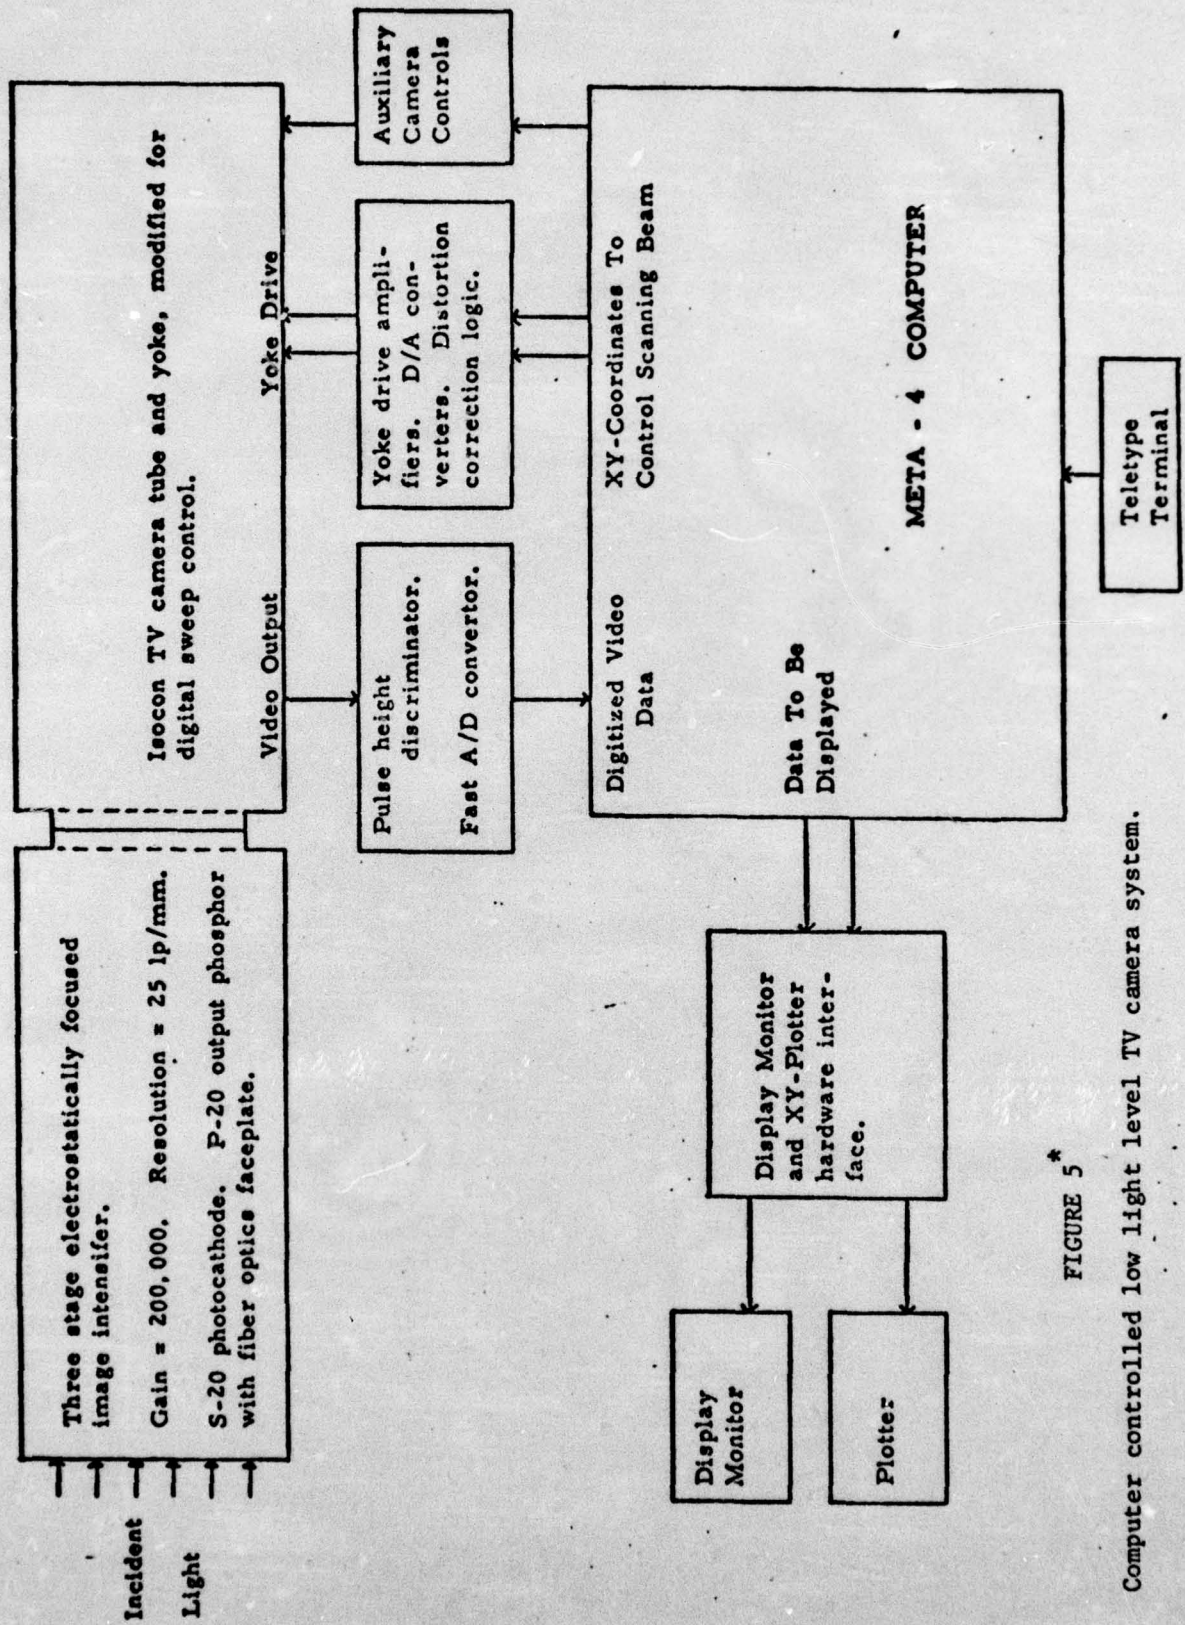 Incident
Light
Three stage electrostatically focused
image intensifer.
Gain = 200,000. Resolution = 25 lp/mm.
S-20 photocathode. P-20 output phosphor
with fiber optics faceplate.
Isocon TV camera tube and yoke, modified for
digital sweep control.
Video Output
Yoke Drive
Pulse height
discriminator.
Fast A/D convertor.
Yoke drive ampli-
fiers. D/A con-
verters. Distortion
correction logic.
Auxiliary
Camera
Controls
Digitized Video
Data
XY-Coordinates To
Control Scanning Beam
Data To Be
Displayed
META - 4 COMPUTER
Display Monitor
and XY-Plotter
hardware inter-
face.
Display
Monitor
Plotter
Teletype
Terminal
FIGURE 5*
Computer controlled low light level TV camera system.